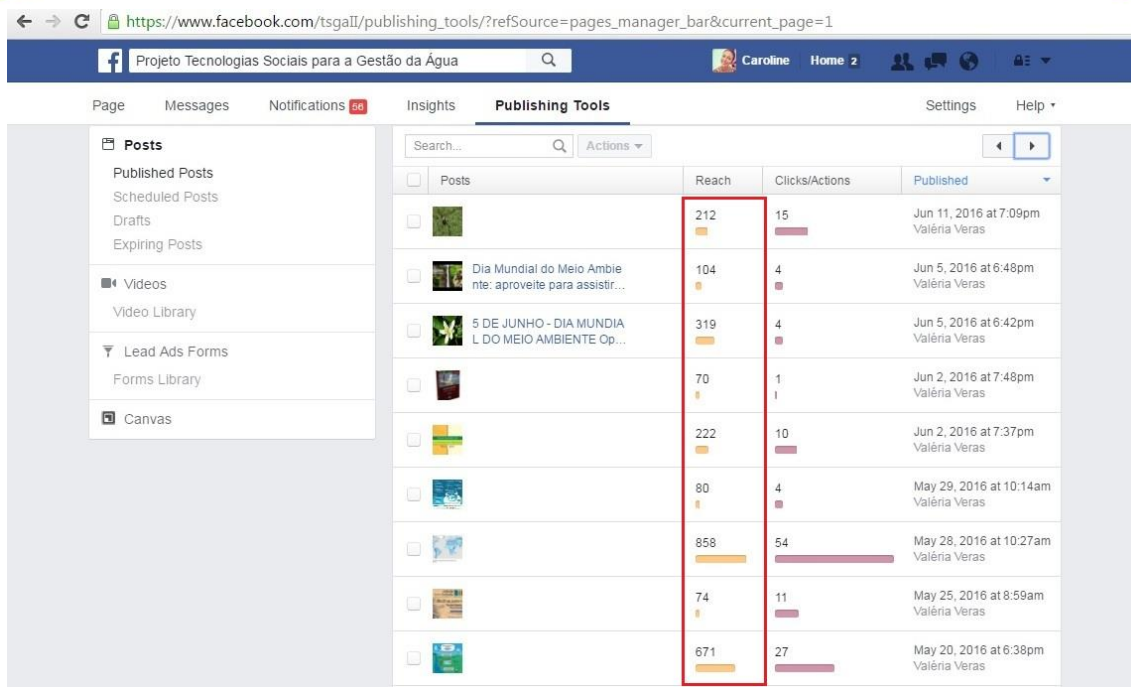 https://www.facebook.com/tsgaII/publishing_tools/?refSource=pages_manager_bar&current_page=1
f Projeto Tecnologias Sociais para a Gestão da Água Caroline Home 2
Page Messages Notifications 56 Insights Publishing Tools Settings Help
Posts
Published Posts
Scheduled Posts
Drafts
Expiring Posts
Videos
Video Library
Lead Ads Forms
Forms Library
Canvas
Search... Actions
Posts Reach Clicks/Actions Published
212 15 Jun 11, 2016 at 7:09pm
Valéria Veras
Dia Mundial do Meio Ambie 104 4 Jun 5, 2016 at 6:48pm
nte: aproveite para assistir... Valéria Veras
5 DE JUNHO - DIA MUNDIA 319 4 Jun 5, 2016 at 6:42pm
L DO MEIO AMBIENTE Op... Valéria Veras
70 1 Jun 2, 2016 at 7:48pm
Valéria Veras
222 10 Jun 2, 2016 at 7:37pm
Valéria Veras
80 4 May 29, 2016 at 10:14am
Valéria Veras
858 54 May 28, 2016 at 10:27am
Valéria Veras
74 11 May 25, 2016 at 8:59am
Valéria Veras
671 27 May 20, 2016 at 6:38pm
Valéria Veras